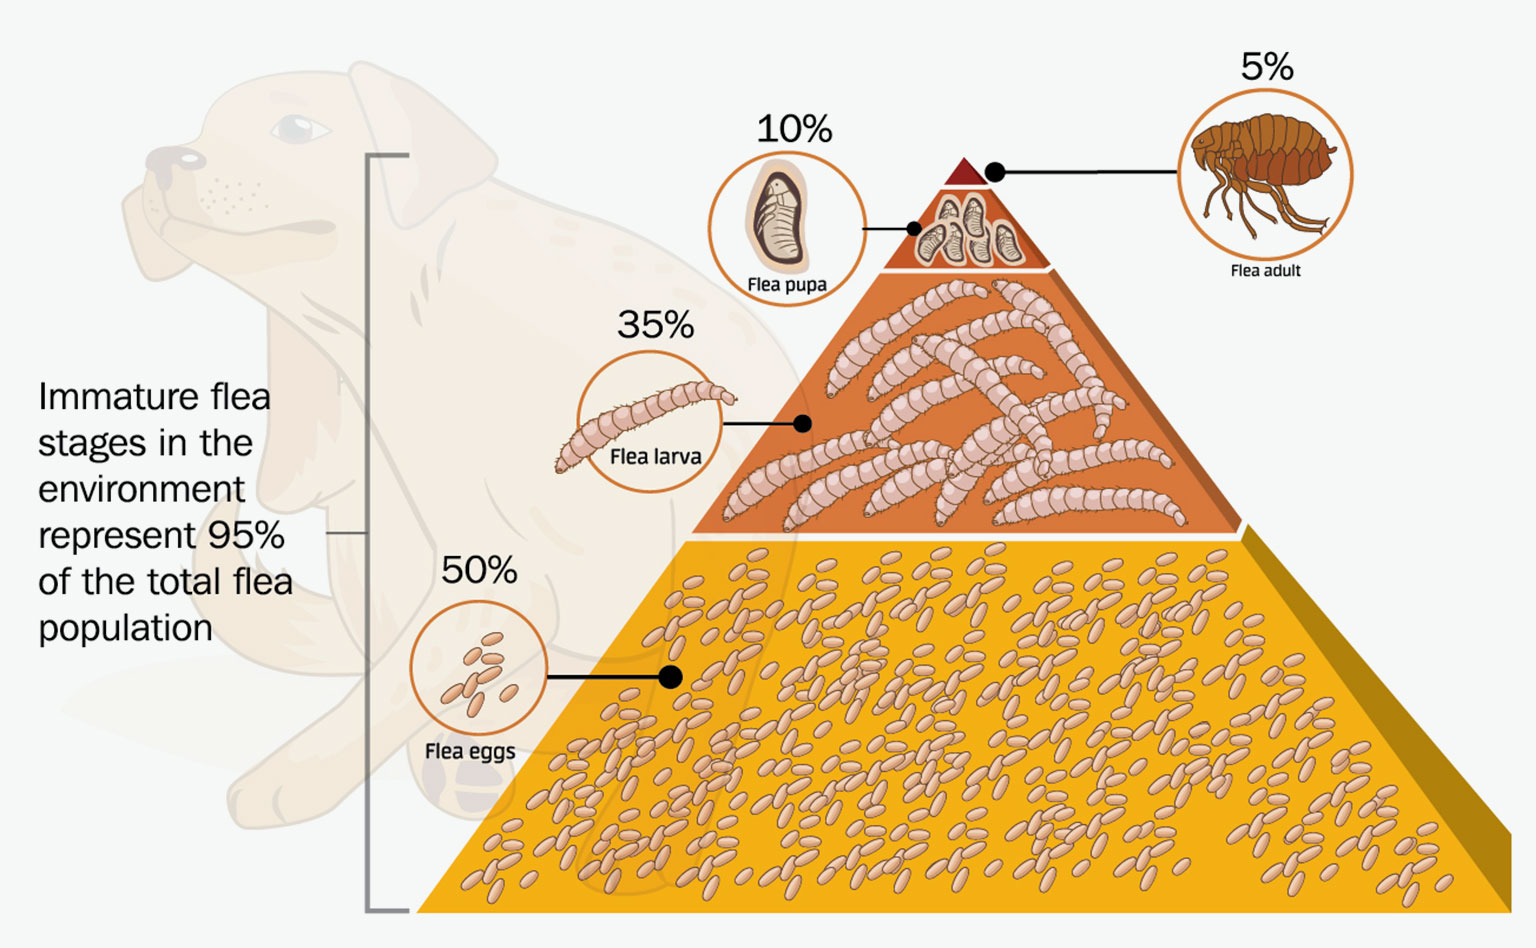 5%
Flea adult
10%
Flea pupa
35%
Flea larva
50%
Flea eggs
Immature flea
stages in the
environment
represent 95%
of the total flea
population